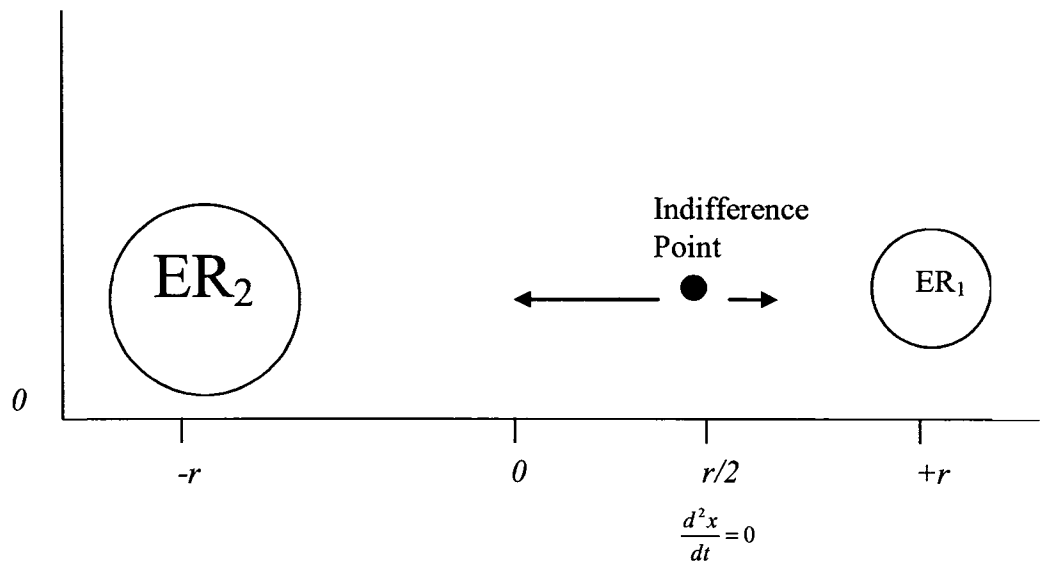 Indifference
Point
ER₂
ER₁
0
-r
0
r/2
+r
d²x/dt = 0